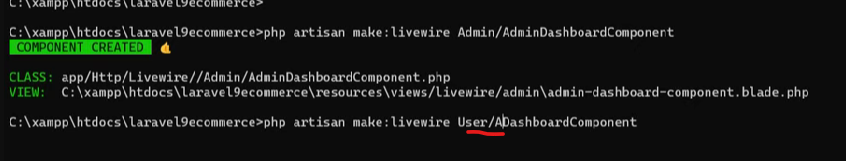 C:\xampp\htdocs\laravel9ecommerce>
C:\xampp\htdocs\laravel9ecommerce>php artisan make:livewire Admin/AdminDashboardComponent
COMPONENT CREATED 🤙
CLASS: app/Http/Livewire//Admin/AdminDashboardComponent.php
VIEW: C:\xampp\htdocs\laravel9ecommerce\resources\views/livewire/admin\admin-dashboard-component.blade.php
C:\xampp\htdocs\laravel9ecommerce>php artisan make:livewire User/ADashboardComponent